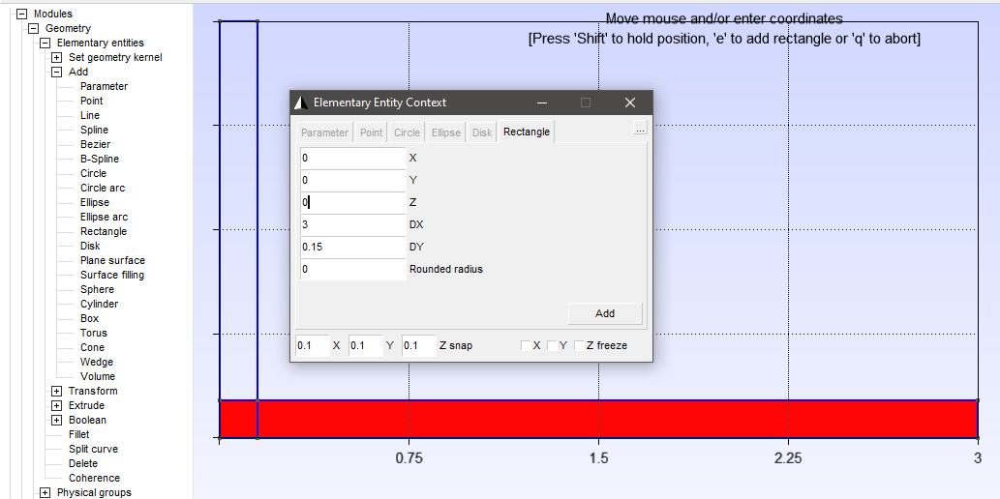 Modules
Geometry
Elementary entities
Set geometry kernel
Add
Parameter
Point
Line
Spline
Bezier
B-Spline
Circle
Circle arc
Ellipse
Ellipse arc
Rectangle
Disk
Plane surface
Surface filling
Sphere
Cylinder
Box
Torus
Cone
Wedge
Volume
Transform
Extrude
Boolean
Fillet
Split curve
Delete
Coherence
Physical groups
Move mouse and/or enter coordinates
[Press 'Shift' to hold position, 'e' to add rectangle or 'q' to abort]
Elementary Entity Context
Parameter Point Circle Ellipse Disk Rectangle ...
0 X
0 Y
0 Z
3 DX
0.15 DY
0 Rounded radius
Add
0.1 X 0.1 Y 0.1 Z snap X Y Z freeze
0.75 1.5 2.25 3